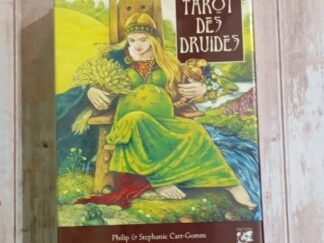 TAROT
DES
DRUIDES
Philip & Stephanie Carr-Gomm